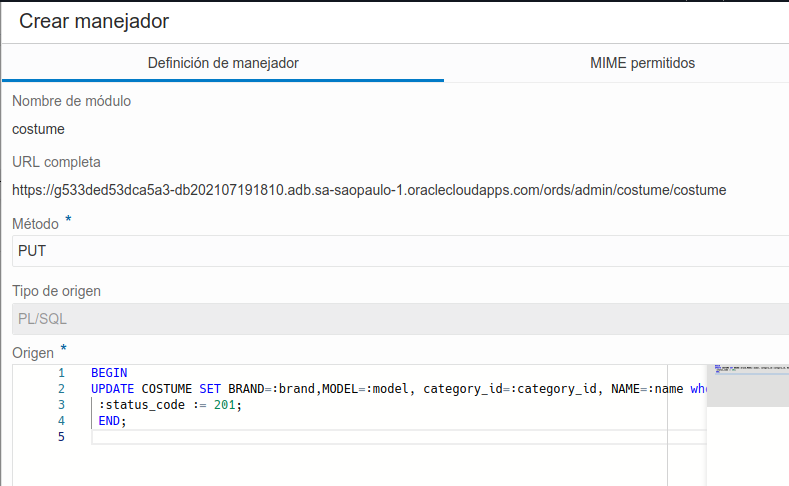 Crear manejador
Definición de manejador
MIME permitidos
Nombre de módulo
costume
URL completa
https://g533ded53dca5a3-db202107191810.adb.sa-saopaulo-1.oraclecloudapps.com/ords/admin/costume/costume
Método *
PUT
Tipo de origen
PL/SQL
Origen *
1 BEGIN
2 UPDATE COSTUME SET BRAND=:brand,MODEL=:model, category_id=:category_id, NAME=:name
3 :status_code := 201;
4 END;
5